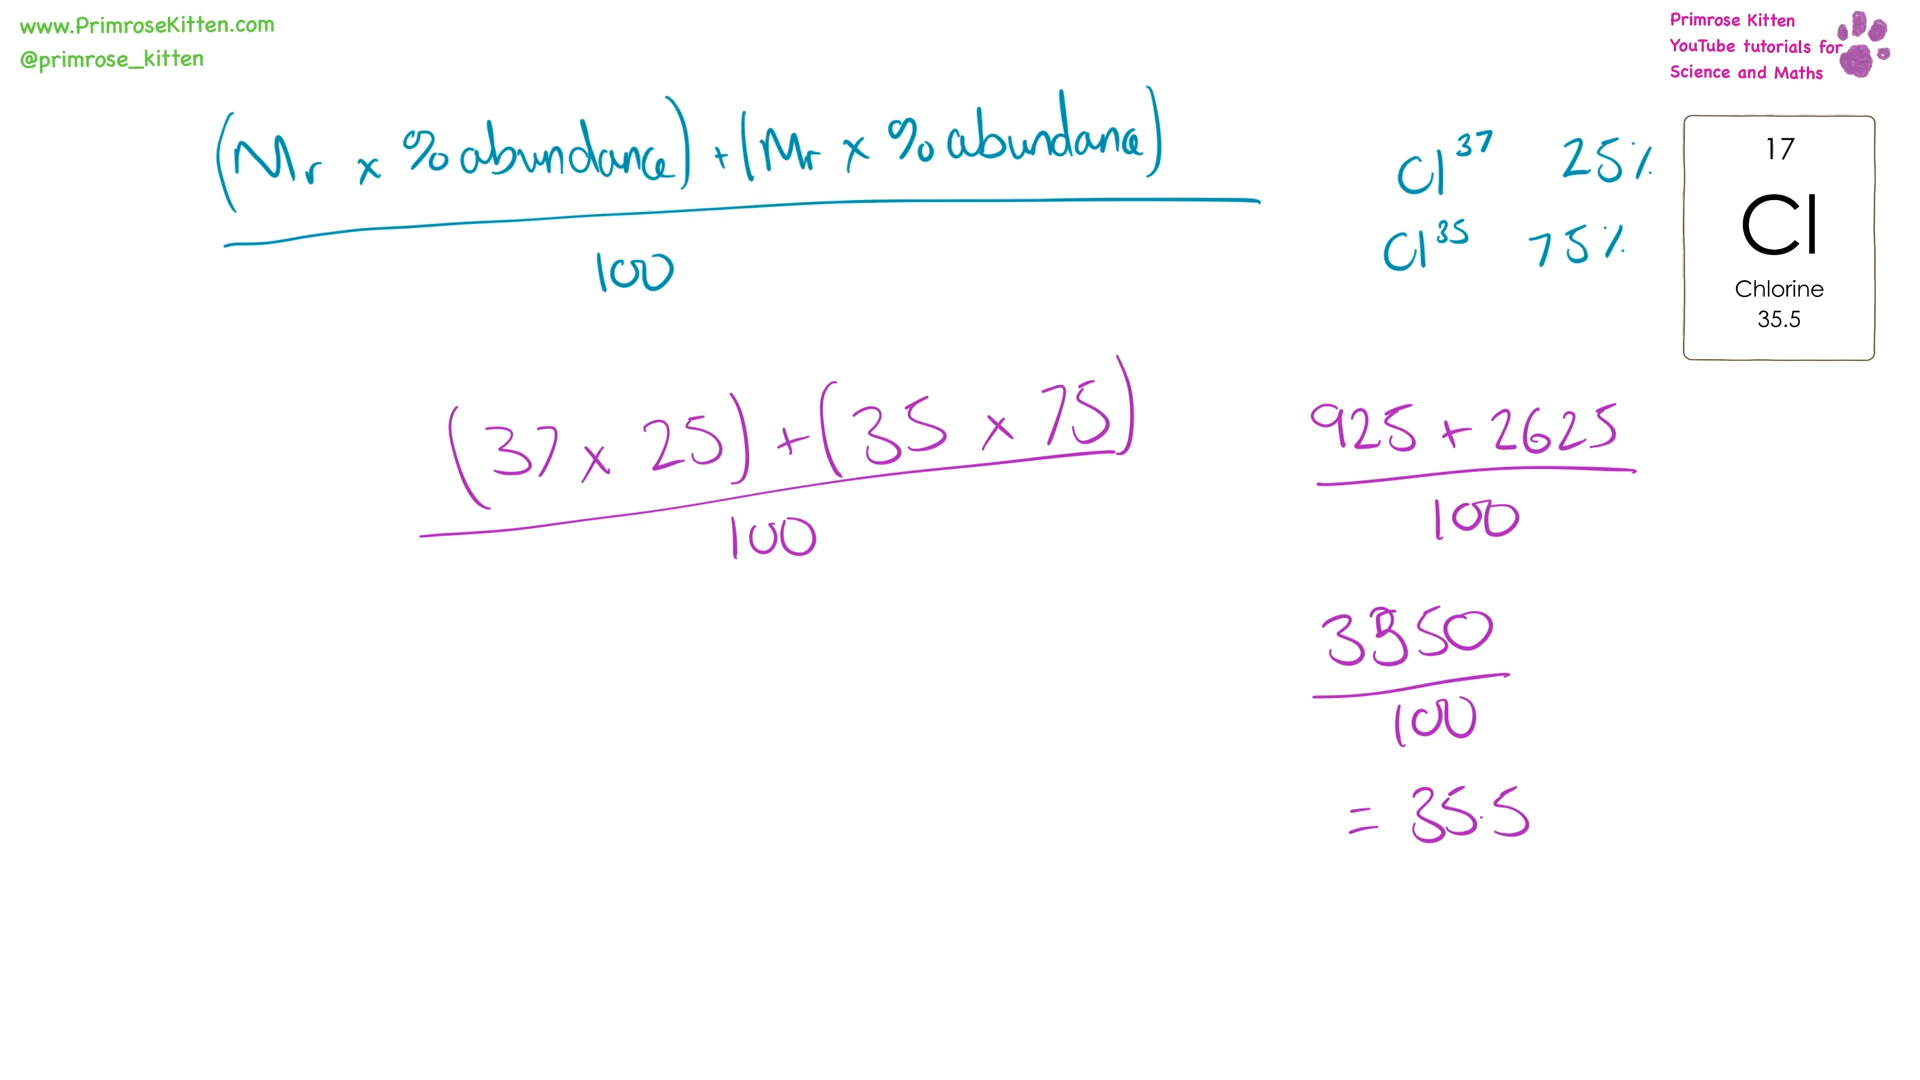 www.PrimroseKitten.com
@primrose_kitten
Primrose Kitten
YouTube tutorials for
Science and Maths
(Mr x % abundance) + (Mr x % abundance)
100
Cl³⁷ 25%
Cl³⁵ 75%
17
Cl
Chlorine
35.5
(37 x 25) + (35 x 75)
100
925 + 2625
100
3550
100
= 35.5